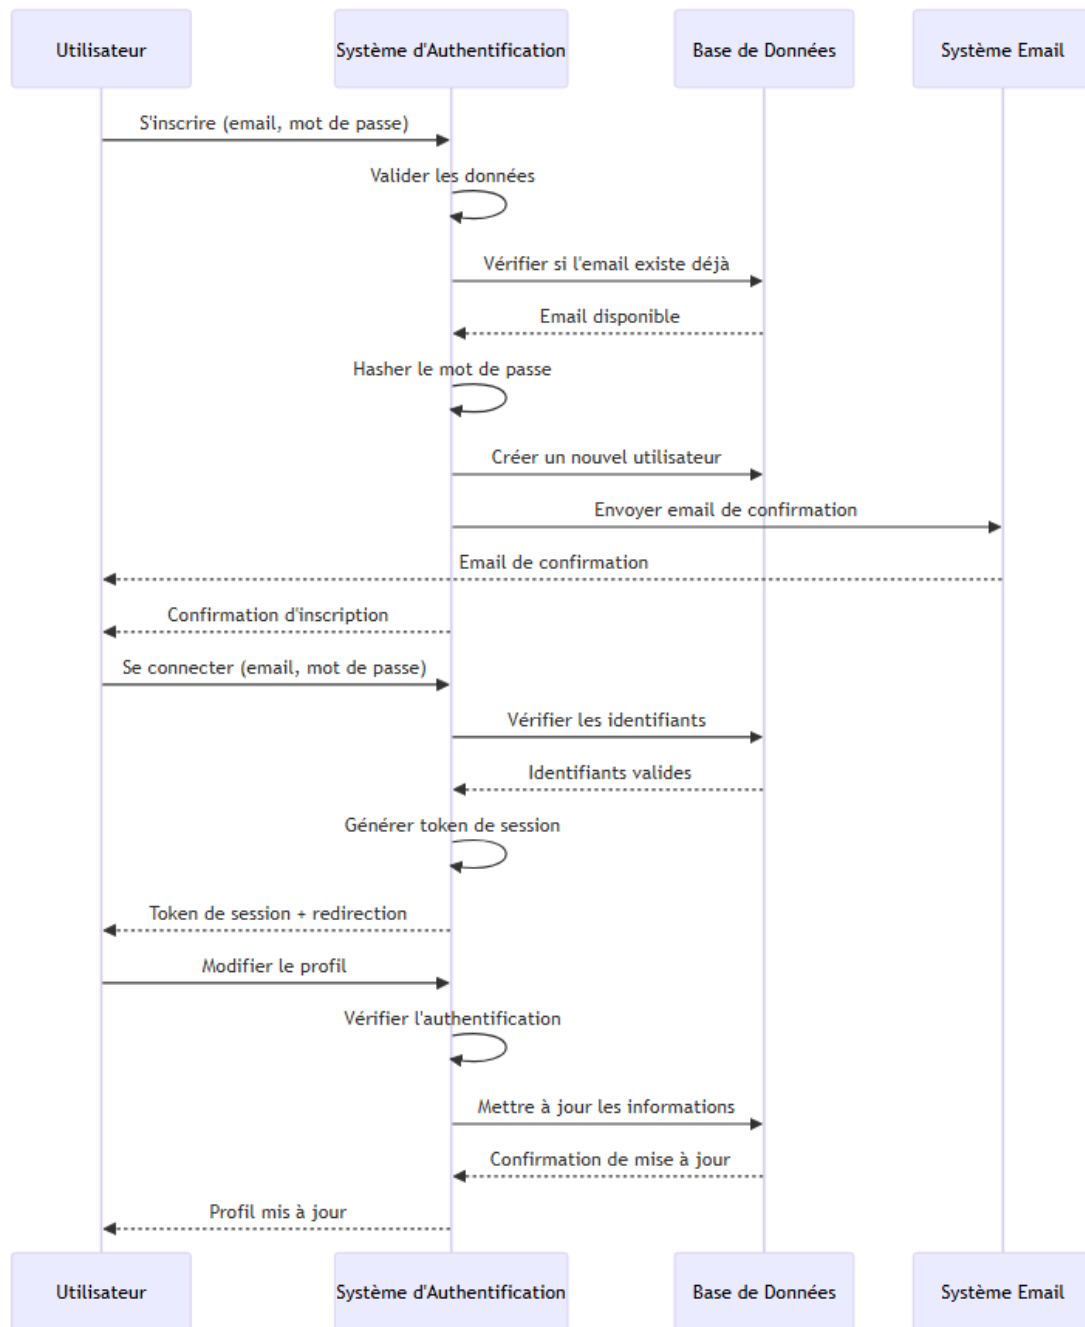 Utilisateur
Système d'Authentification
Base de Données
Système Email
S'inscrire (email, mot de passe)
Valider les données
Vérifier si l'email existe déjà
Email disponible
Hasher le mot de passe
Créer un nouvel utilisateur
Envoyer email de confirmation
Email de confirmation
Confirmation d'inscription
Se connecter (email, mot de passe)
Vérifier les identifiants
Identifiants valides
Générer token de session
Token de session + redirection
Modifier le profil
Vérifier l'authentification
Mettre à jour les informations
Confirmation de mise à jour
Profil mis à jour
Utilisateur
Système d'Authentification
Base de Données
Système Email